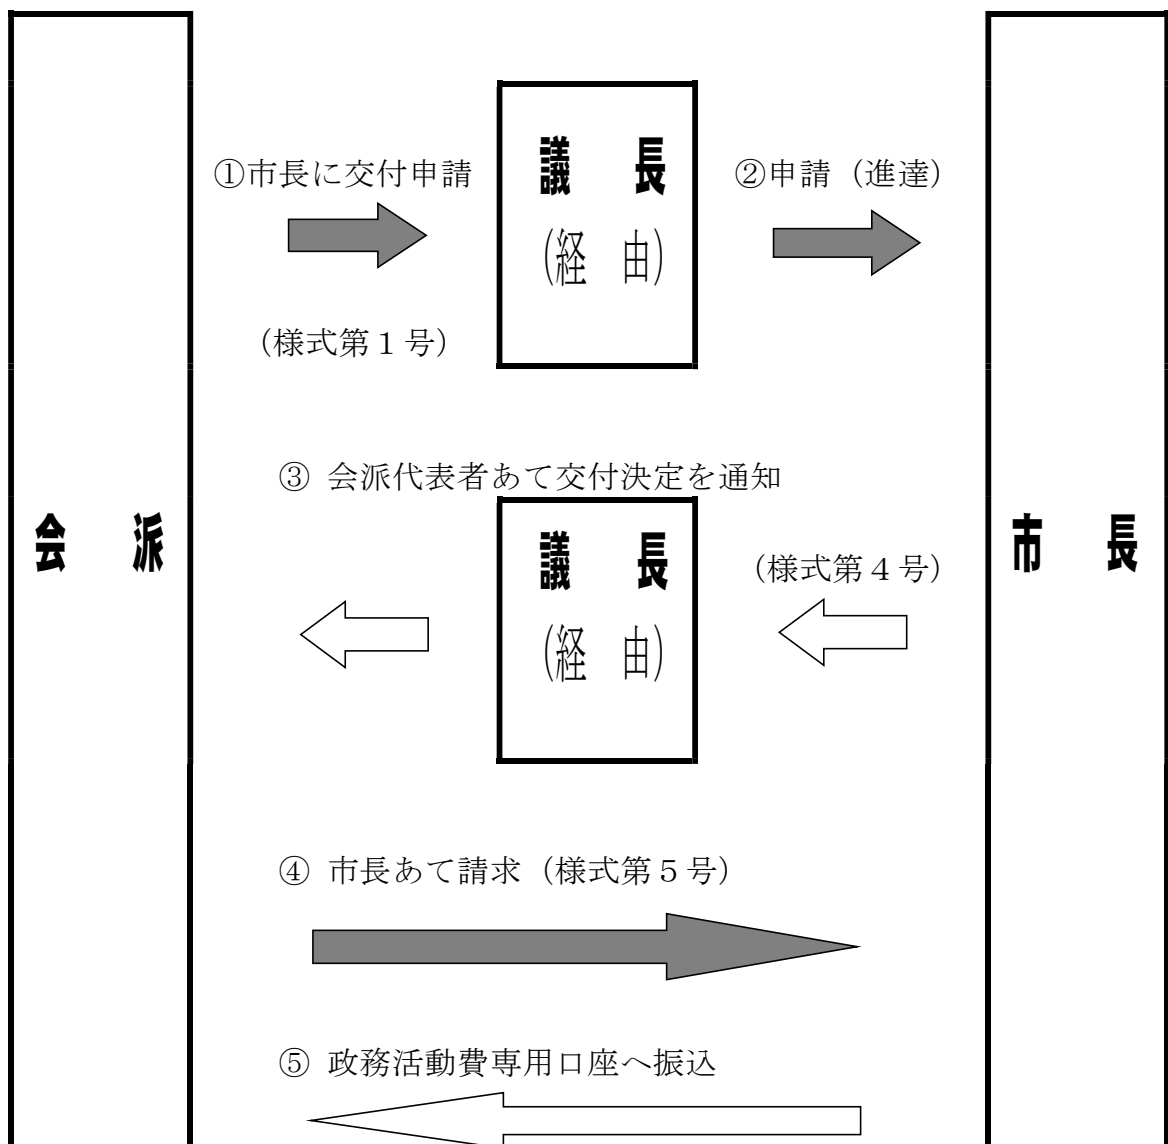 ①市長に交付申請
議　長
(経　由)
②申請（進達）
（様式第１号）
③ 会派代表者あて交付決定を通知
会　派
議　長
(経　由)
（様式第４号）
市　長
④ 市長あて請求（様式第５号）
⑤ 政務活動費専用口座へ振込